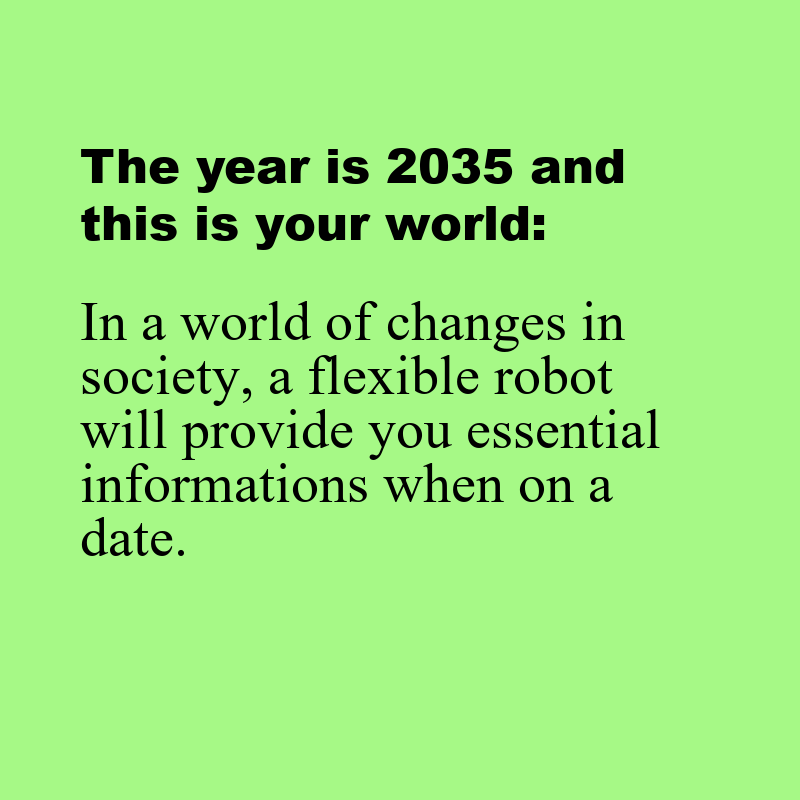 The year is 2035 and
this is your world:
In a world of changes in
society, a flexible robot
will provide you essential
informations when on a
date.